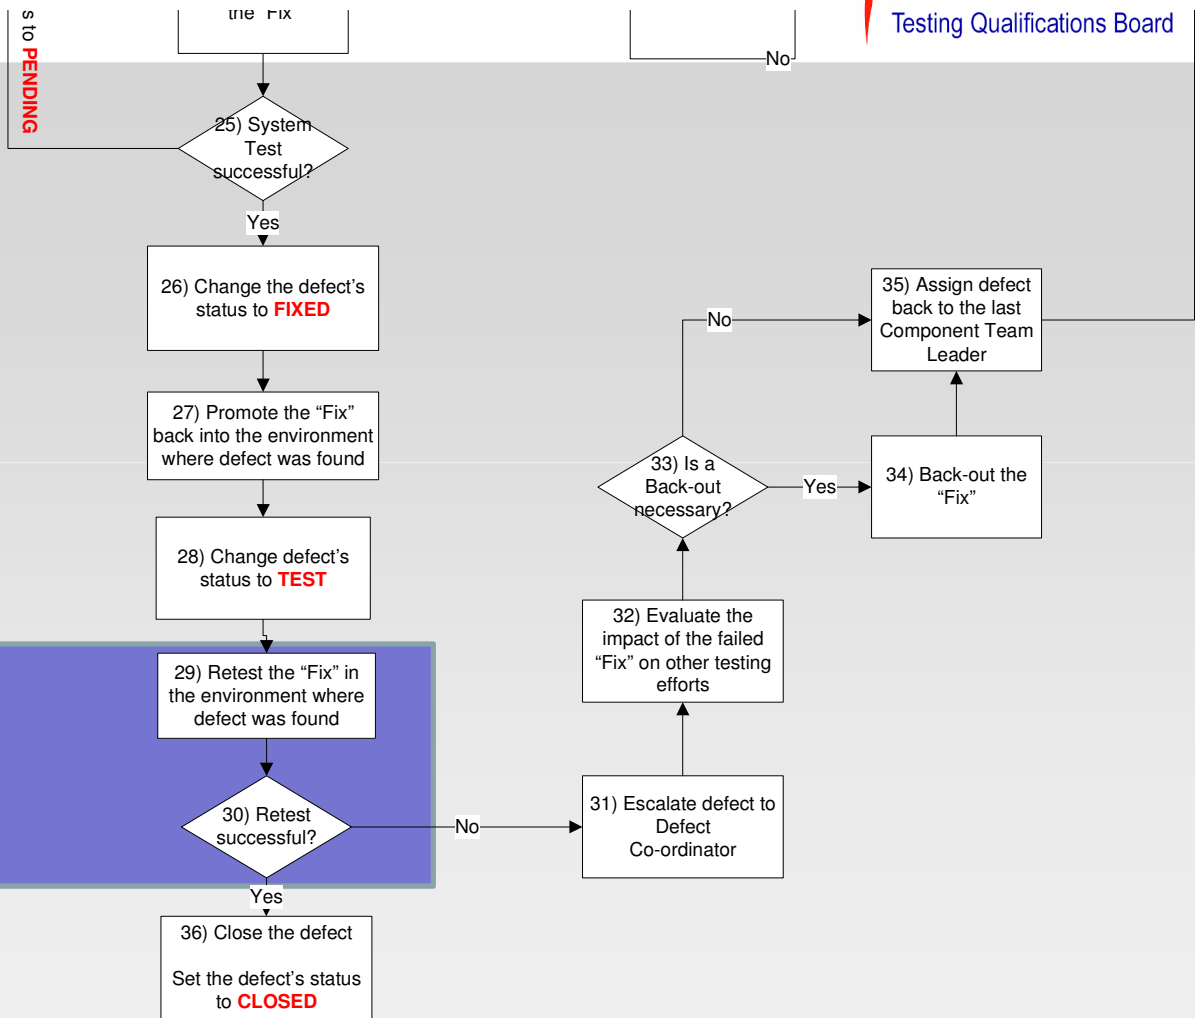 the "Fix
Testing Qualifications Board
No
s to PENDING
25) System
Test
successful?
Yes
26) Change the defect's
status to FIXED
27) Promote the “Fix”
back into the environment
where defect was found
28) Change defect's
status to TEST
29) Retest the “Fix” in
the environment where
defect was found
30) Retest
successful?
No
Yes
36) Close the defect
Set the defect's status
to CLOSED
31) Escalate defect to
Defect
Co-ordinator
32) Evaluate the
impact of the failed
“Fix” on other testing
efforts
33) Is a
Back-out
necessary?
No
Yes
34) Back-out the
“Fix”
35) Assign defect
back to the last
Component Team
Leader